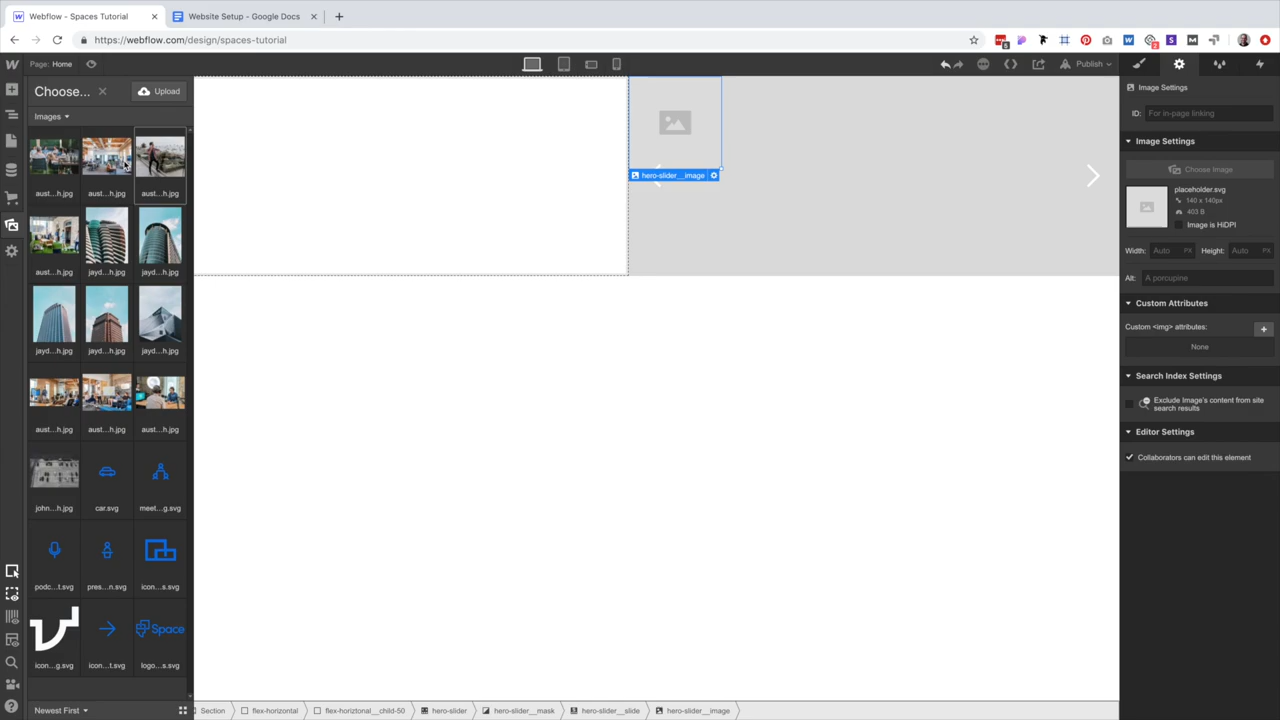 Webflow - Spaces Tutorial
Website Setup - Google Docs
https://webflow.com/design/spaces-tutorial
Page: Home
Publish
Choose...
Upload
Images
aust...h.jpg
aust...h.jpg
aust...h.jpg
aust...h.jpg
jayd...h.jpg
jayd...h.jpg
jayd...h.jpg
jayd...h.jpg
jayd...h.jpg
aust...h.jpg
aust...h.jpg
aust...h.jpg
john...h.jpg
car.svg
meet...g.svg
podc...t.svg
pres...n.svg
icon...s.svg
icon...g.svg
icon...t.svg
Space
logo...s.svg
Newest First
hero-slider__image
Image Settings
ID: For in-page linking
Image Settings
Choose Image
placeholder.svg
140 x 140px
403 B
Image is HiDPI
Width: Auto PX Height: Auto PX
Alt: A porcupine
Custom Attributes
Custom <img> attributes:
None
Search Index Settings
Exclude Image's content from site
search results
Editor Settings
Collaborators can edit this element
Section
flex-horizontal
flex-horiztonal__child-50
hero-slider
hero-slider__mask
hero-slider__slide
hero-slider__image